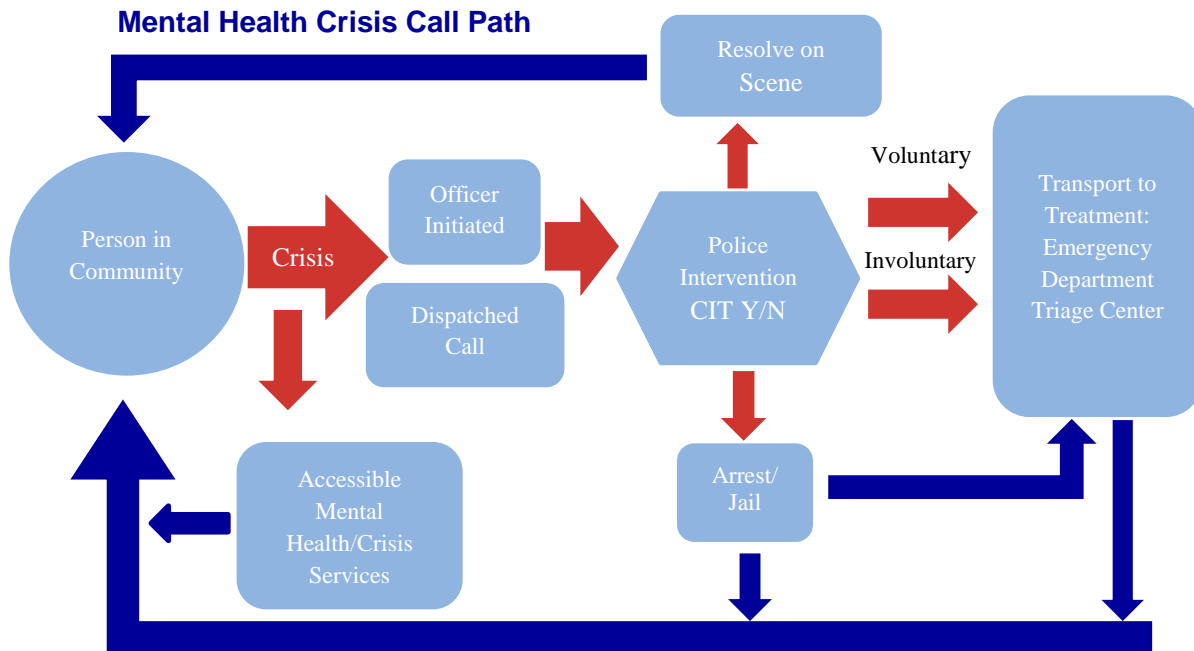 Mental Health Crisis Call Path
Resolve on
Scene
Person in
Community
Crisis
Officer
Initiated
Dispatched
Call
Police
Intervention
CIT Y/N
Voluntary
Involuntary
Transport to
Treatment:
Emergency
Department
Triage Center
Accessible
Mental
Health/Crisis
Services
Arrest/
Jail